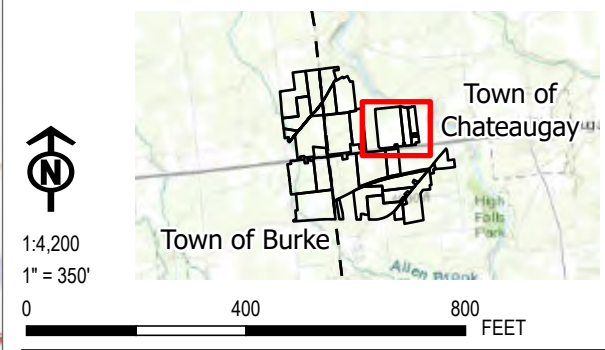 Town of
Chateaugay
High
Falls
Park
Town of Burke
Allen Brook
N
1:4,200
1" = 350'
0 400 800
FEET